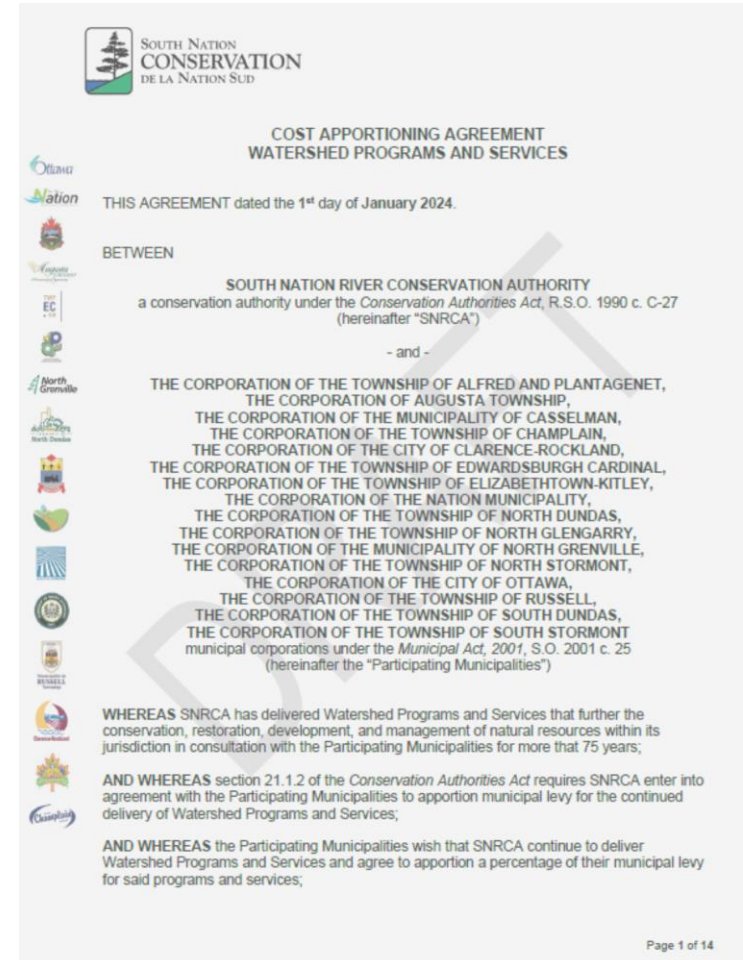 SOUTH NATION
CONSERVATION
DE LA NATION SUD
COST APPORTIONING AGREEMENT
WATERSHED PROGRAMS AND SERVICES
Ottawa
Nation
THIS AGREEMENT dated the 1st day of January 2024.
BETWEEN
Augusta
SOUTH NATION RIVER CONSERVATION AUTHORITY
a conservation authority under the Conservation Authorities Act, R.S.O. 1990 c. C-27
(hereinafter “SNRCA”)
EC
- and -
North
Grenville
THE CORPORATION OF THE TOWNSHIP OF ALFRED AND PLANTAGENET,
THE CORPORATION OF AUGUSTA TOWNSHIP,
THE CORPORATION OF THE MUNICIPALITY OF CASSELMAN,
THE CORPORATION OF THE TOWNSHIP OF CHAMPLAIN,
North Dundas
THE CORPORATION OF THE CITY OF CLARENCE-ROCKLAND,
THE CORPORATION OF THE TOWNSHIP OF EDWARDSBURGH CARDINAL,
THE CORPORATION OF THE TOWNSHIP OF ELIZABETHTOWN-KITLEY,
THE CORPORATION OF THE NATION MUNICIPALITY,
THE CORPORATION OF THE TOWNSHIP OF NORTH DUNDAS,
THE CORPORATION OF THE TOWNSHIP OF NORTH GLENGARRY,
THE CORPORATION OF THE MUNICIPALITY OF NORTH GRENVILLE,
THE CORPORATION OF THE TOWNSHIP OF NORTH STORMONT,
THE CORPORATION OF THE CITY OF OTTAWA,
THE CORPORATION OF THE TOWNSHIP OF RUSSELL,
THE CORPORATION OF THE TOWNSHIP OF SOUTH DUNDAS,
THE CORPORATION OF THE TOWNSHIP OF SOUTH STORMONT
municipal corporations under the Municipal Act, 2001, S.O. 2001 c. 25
(hereinafter the “Participating Municipalities”)
RUSSELL
DRAFT
WHEREAS SNRCA has delivered Watershed Programs and Services that further the
conservation, restoration, development, and management of natural resources within its
jurisdiction in consultation with the Participating Municipalities for more that 75 years;
AND WHEREAS section 21.1.2 of the Conservation Authorities Act requires SNRCA enter into
agreement with the Participating Municipalities to apportion municipal levy for the continued
delivery of Watershed Programs and Services;
Champlain
AND WHEREAS the Participating Municipalities wish that SNRCA continue to deliver
Watershed Programs and Services and agree to apportion a percentage of their municipal levy
for said programs and services;
Page 1 of 14